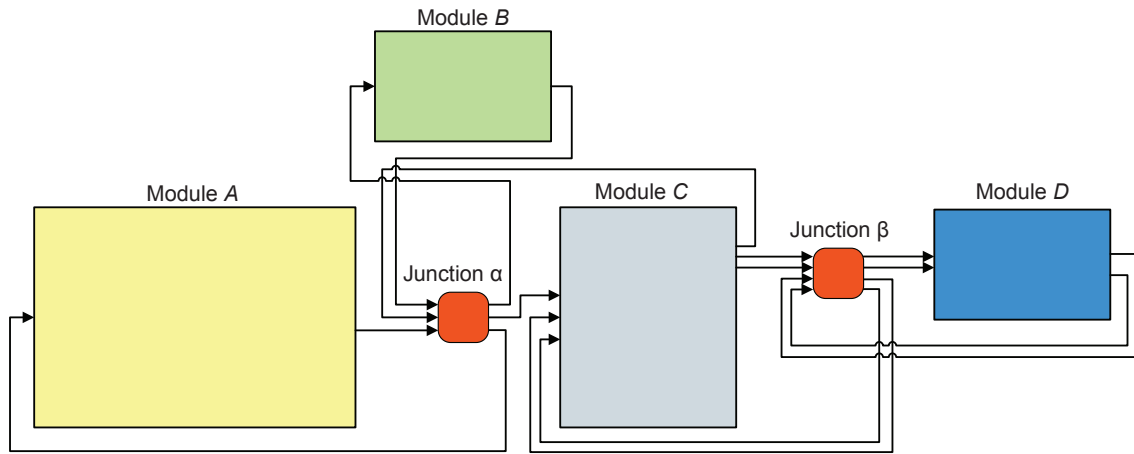 Module B
Module A
Module C
Module D
Junction β
Junction α